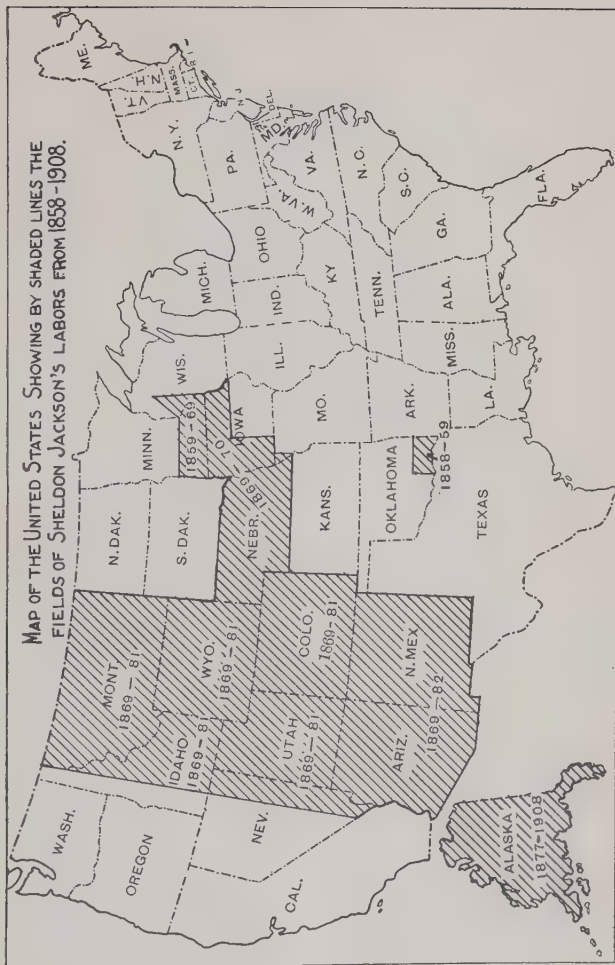 MAP OF THE UNITED STATES SHOWING BY SHADED LINES THE
FIELDS OF SHELDON JACKSON'S LABORS FROM 1858-1908.
WASH.
OREGON
CAL.
NEV.
IDAHO
1869-81
MONT.
1869-81
WYO.
1869-81
UTAH
1869-81
COLO.
1869-81
ARIZ.
N.MEX.
1869-82
N.DAK.
S.DAK.
NEBR.
1869-70
KANS.
OKLAHOMA
1858-59
TEXAS
MINN.
1859-69
IOWA
MO.
ARK.
LA.
WIS.
ILL.
MICH.
IND.
OHIO
KY
TENN.
MISS.
ALA.
GA.
FLA.
S.C.
N.C.
VA.
W.VA.
MD.
DEL.
PA.
N J
N.Y.
CT.
R I
MASS.
VT.
N.H.
ME.
ALASKA
1877-1908